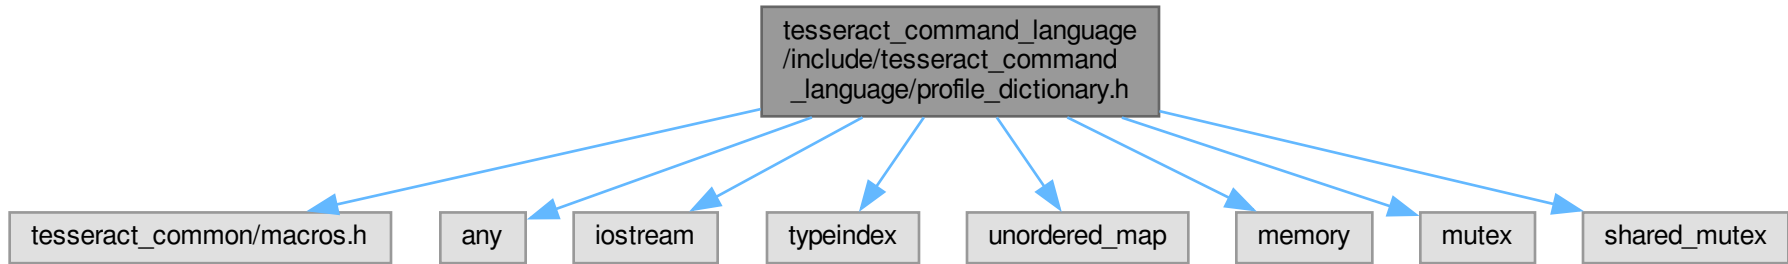 tesseract_command_language
/include/tesseract_command
_language/profile_dictionary.h
tesseract_common/macros.h
any
iostream
typeindex
unordered_map
memory
mutex
shared_mutex